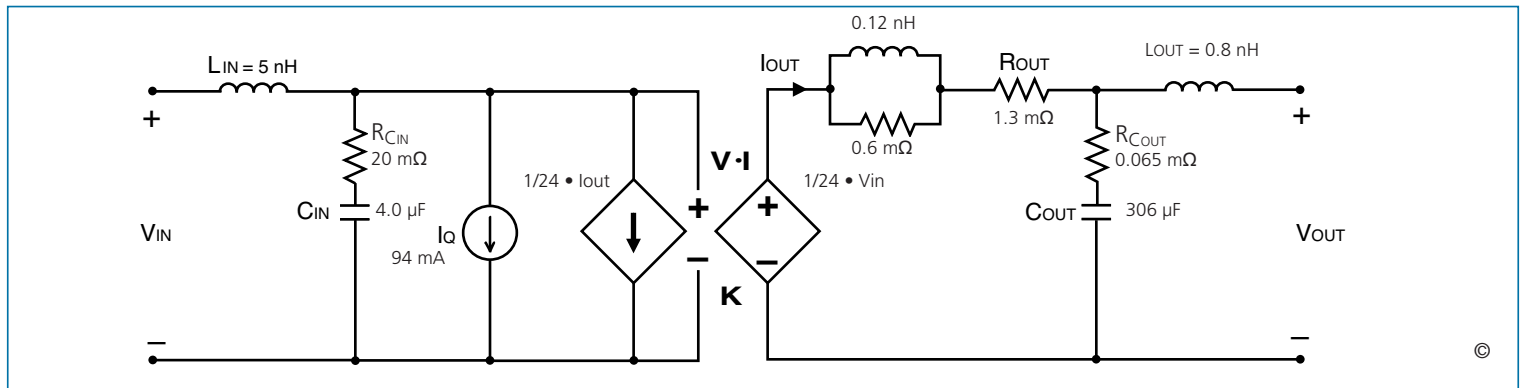 0.12 nH
LIN = 5 nH
IOUT
ROUT
LOUT = 0.8 nH
+
+
RCIN
20 mΩ
0.6 mΩ
1.3 mΩ
RCOUT
0.065 mΩ
V•I
1/24 • Iout
1/24 • Vin
+
+
CIN
4.0 µF
COUT
306 µF
VIN
IQ
94 mA
VOUT
–
–
K
–
–
©